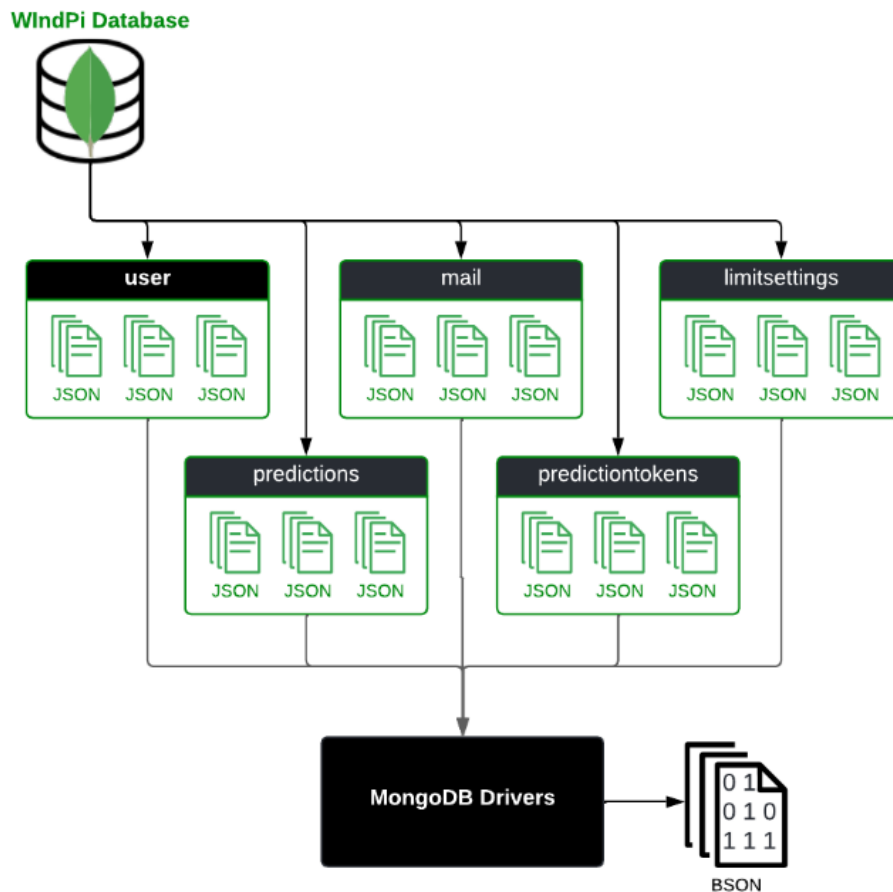 WIndPi Database
user
mail
limitsettings
JSON JSON JSON
JSON JSON JSON
JSON JSON JSON
predictions
predictiontokens
JSON JSON JSON
JSON JSON JSON
MongoDB Drivers
0 1
0 1 0
1 1 1
BSON